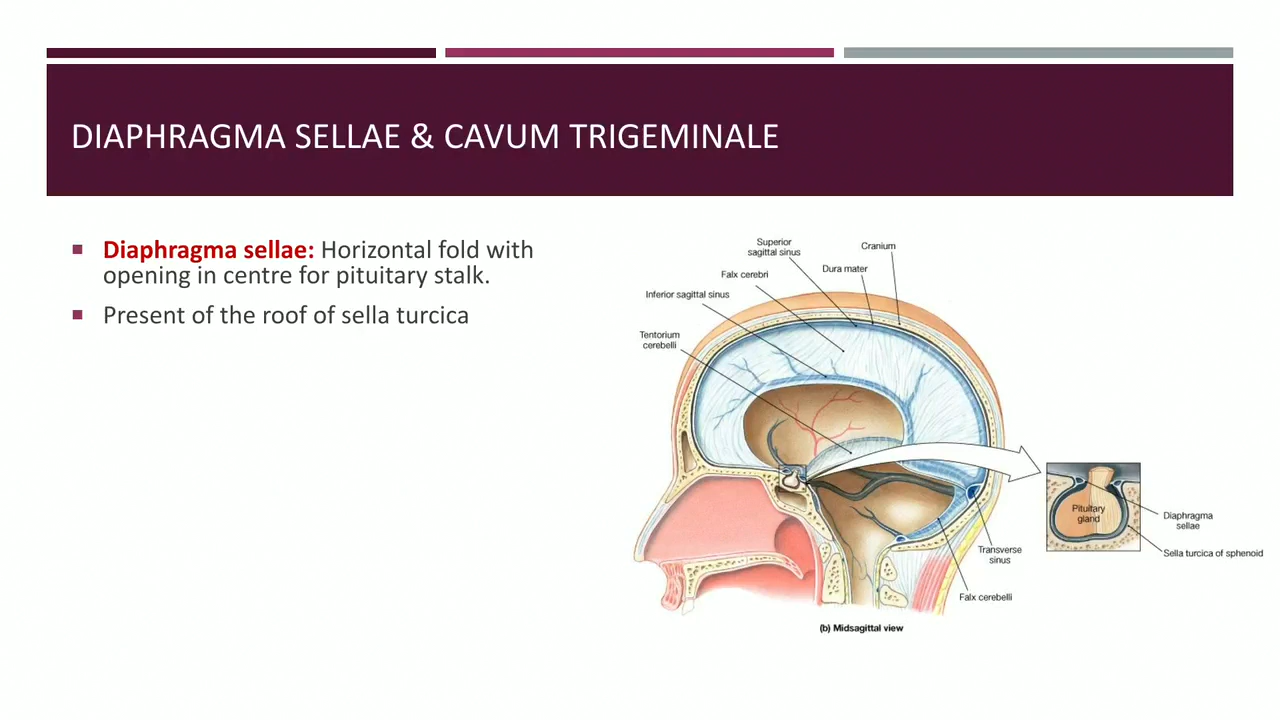 DIAPHRAGMA SELLAE & CAVUM TRIGEMINALE
Diaphragma sellae: Horizontal fold with
opening in centre for pituitary stalk.
Present of the roof of sella turcica
Superior
sagittal sinus
Cranium
Falx cerebri
Dura mater
Inferior sagittal sinus
Tentorium
cerebelli
Pituitary
gland
Diaphragma
sellae
Sella turcica of sphenoid
Transverse
sinus
Falx cerebelli
(b) Midsagittal view